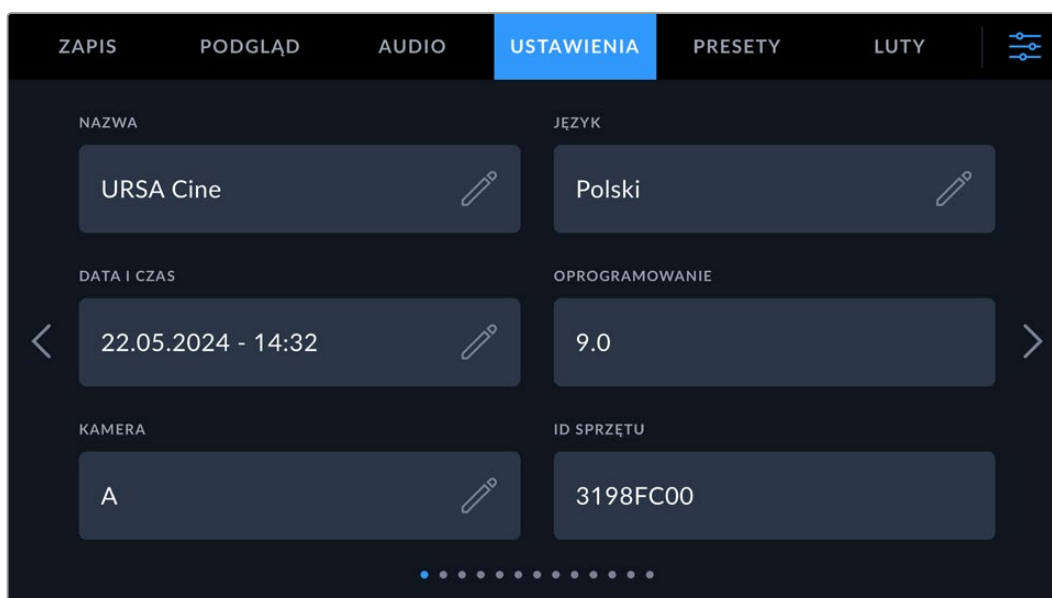 ZAPIS PODGLĄD AUDIO USTAWIENIA PRESETY LUTY
NAZWA JĘZYK
URSA Cine Polski
DATA I CZAS OPROGRAMOWANIE
22.05.2024 - 14:32 9.0
KAMERA ID SPRZĘTU
A 3198FC00